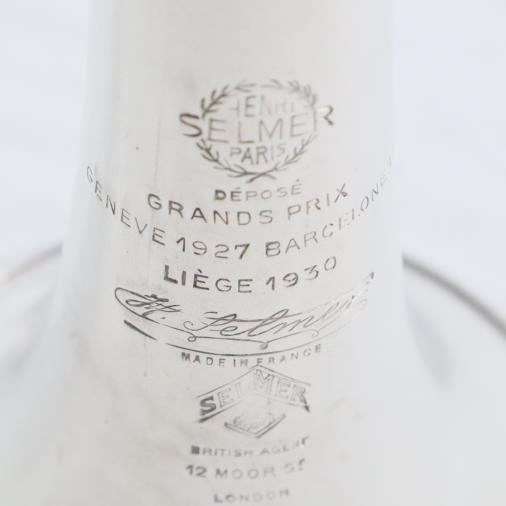 HENRI
SELMER
PARIS
DÉPOSÉ
GRANDS PRIX
GENÈVE 1927 BARCELONE
LIÈGE 1930
H. Selmer
MADE IN FRANCE
SELMER
BRITISH AGENT
12 MOOR ST
LONDON